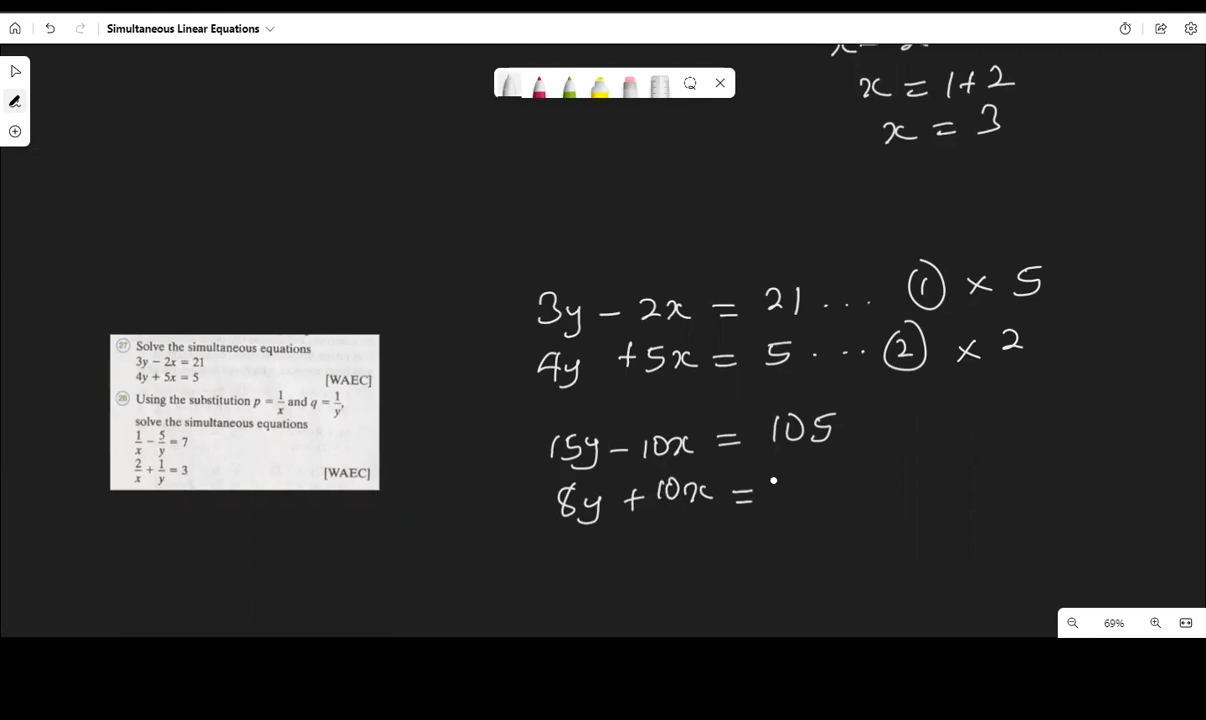 Simultaneous Linear Equations
x = 1 + 2
x = 3
3y - 2x = 21 ... ① × 5
4y + 5x = 5 ... ② × 2
15y - 10x = 105
8y + 10x =
㉗ Solve the simultaneous equations
3y − 2x = 21
4y + 5x = 5 [WAEC]
㉘ Using the substitution p = 1/x and q = 1/y,
solve the simultaneous equations
1/x − 5/y = 7
2/x + 1/y = 3 [WAEC]
69%